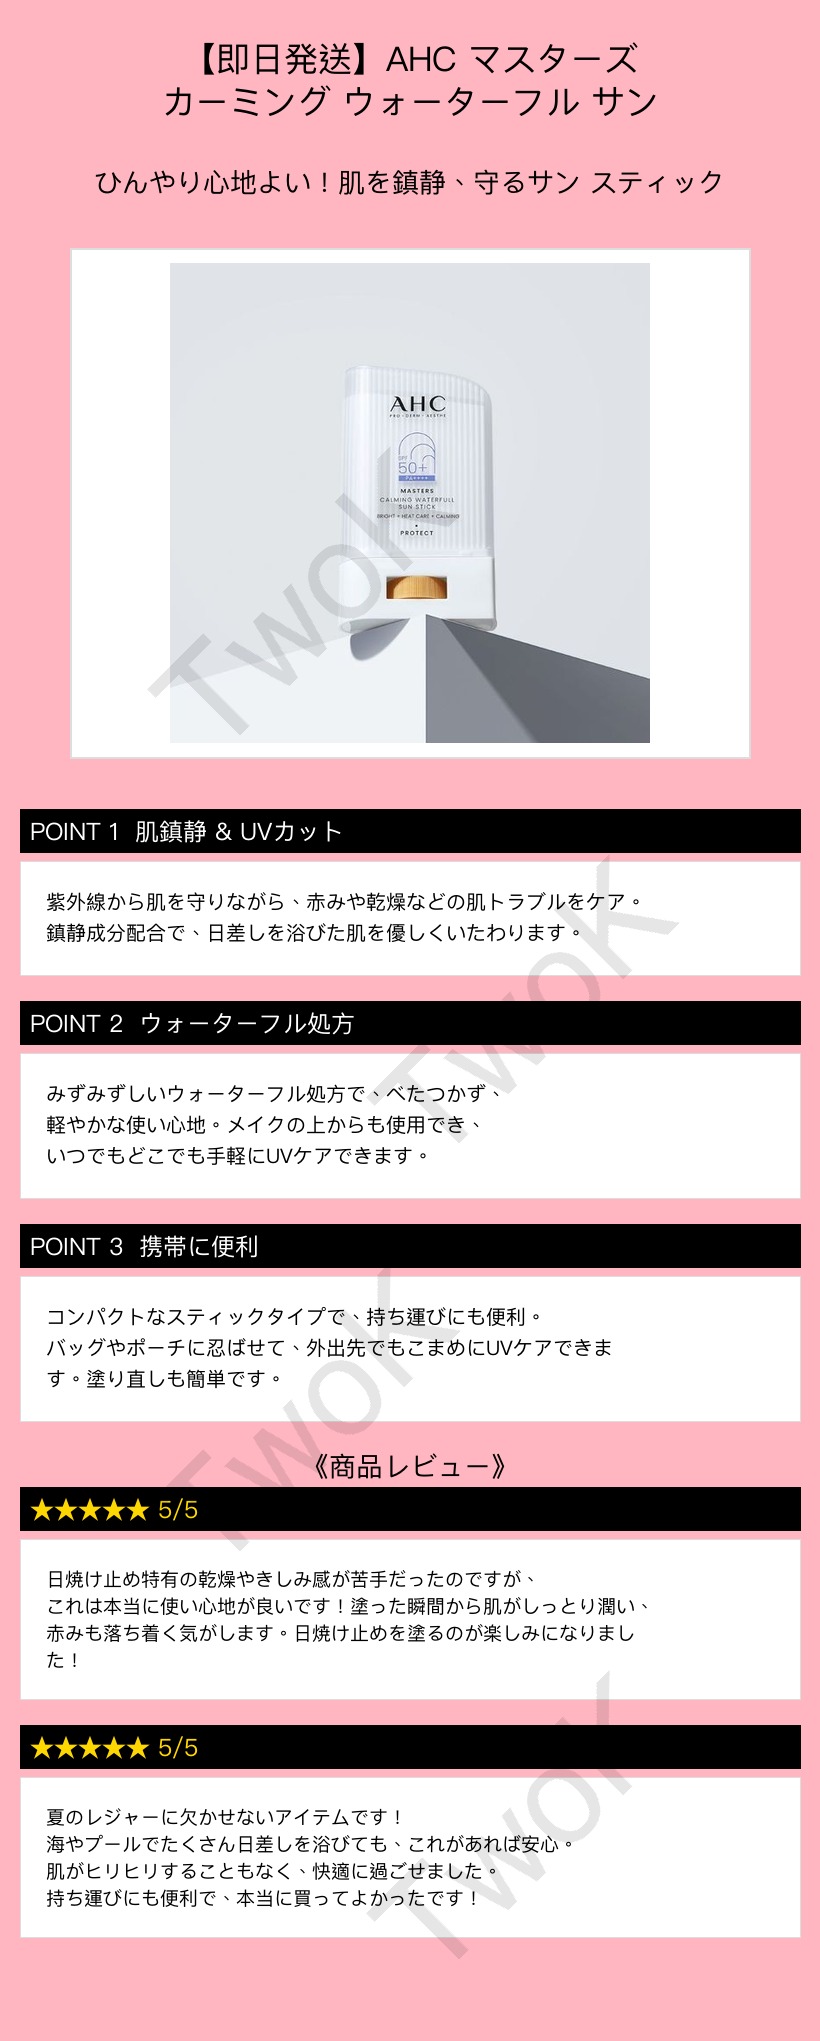 【即日発送】AHC マスターズ
カーミング ウォーターフル サン
ひんやり心地よい！肌を鎮静、守るサン スティック
AHC
PRO · DERM · AESTHE
SPF
50+
PA++++
MASTERS
CALMING WATERFULL
SUN STICK
BRIGHT + HEAT CARE + CALMING
PROTECT
TwoK
POINT 1 肌鎮静 & UVカット
紫外線から肌を守りながら、赤みや乾燥などの肌トラブルをケア。
鎮静成分配合で、日差しを浴びた肌を優しくいたわります。
TwoK
POINT 2 ウォーターフル処方
みずみずしいウォーターフル処方で、べたつかず、
軽やかな使い心地。メイクの上からも使用でき、
いつでもどこでも手軽にUVケアできます。
POINT 3 携帯に便利
コンパクトなスティックタイプで、持ち運びにも便利。
バッグやポーチに忍ばせて、外出先でもこまめにUVケアできま
す。塗り直しも簡単です。
TwoK
《商品レビュー》
★★★★★ 5/5
日焼け止め特有の乾燥やきしみ感が苦手だったのですが、
これは本当に使い心地が良いです！塗った瞬間から肌がしっとり潤い、
赤みも落ち着く気がします。日焼け止めを塗るのが楽しみになりまし
た！
★★★★★ 5/5
夏のレジャーに欠かせないアイテムです！
海やプールでたくさん日差しを浴びても、これがあれば安心。
肌がヒリヒリすることもなく、快適に過ごせました。
持ち運びにも便利で、本当に買ってよかったです！
TwoK